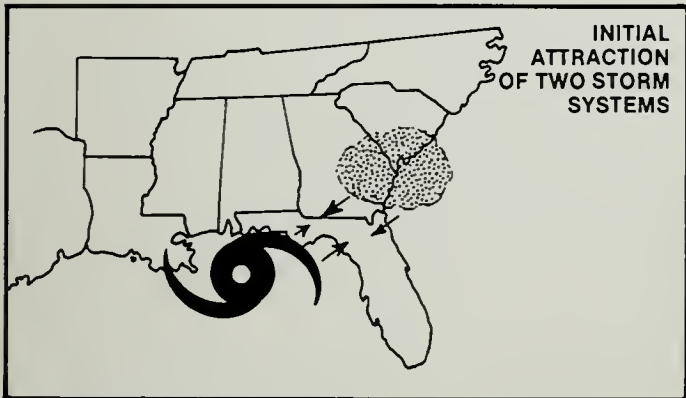 INITIAL
ATTRACTION
OF TWO STORM
SYSTEMS